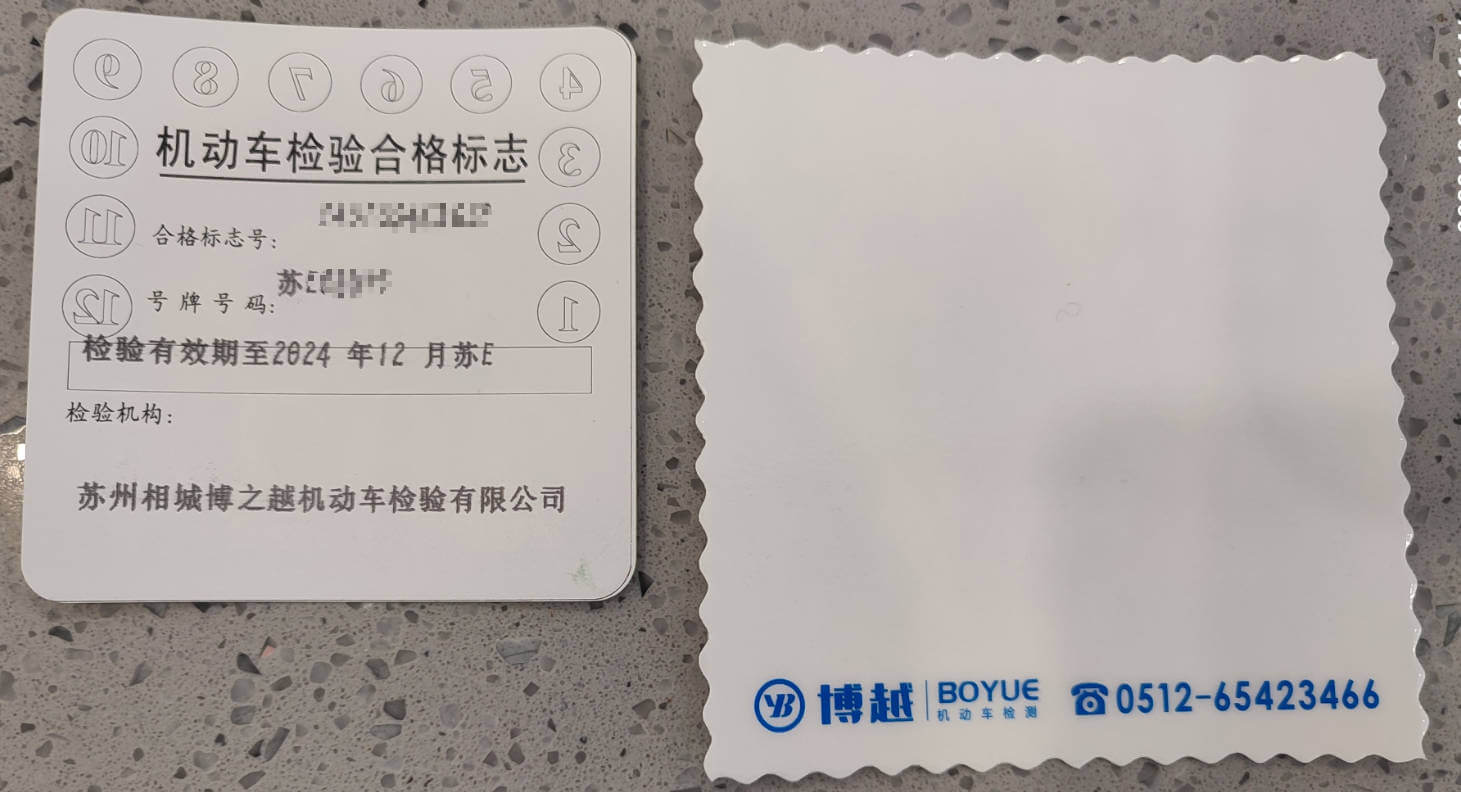 9 8 7 6 5 4
10 机动车检验合格标志 3
11 合格标志号: 2
12 号牌号码: 苏E 1
检验有效期至2024 年12 月苏E
检验机构:
苏州相城博之越机动车检验有限公司
博越 BOYUE ☎0512-65423466
机动车检测